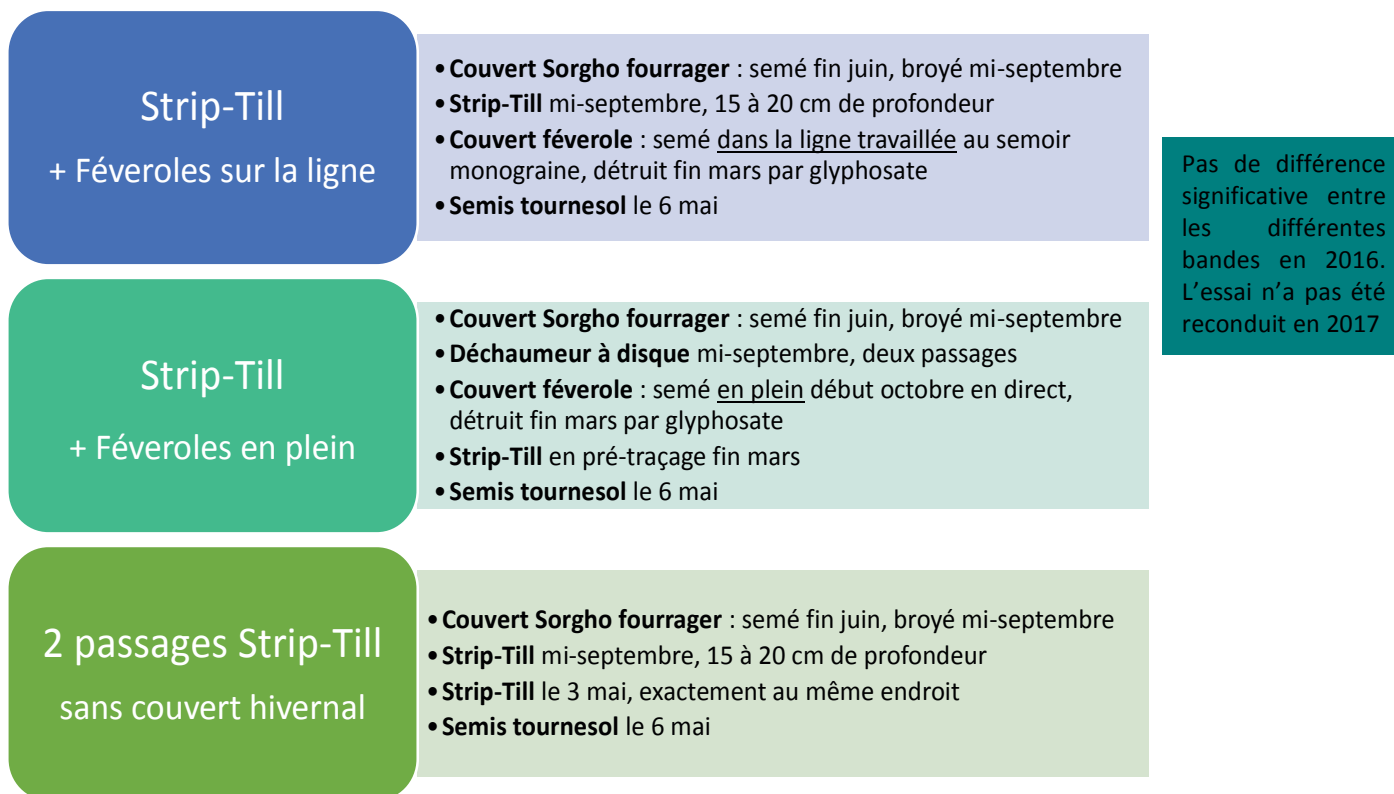 Strip-Till
+ Féveroles sur la ligne
•Couvert Sorgho fourrager : semé fin juin, broyé mi-septembre
•Strip-Till mi-septembre, 15 à 20 cm de profondeur
•Couvert féverole : semé dans la ligne travaillée au semoir
monograine, détruit fin mars par glyphosate
•Semis tournesol le 6 mai
Pas de différence
significative entre
les différentes
bandes en 2016.
L’essai n’a pas été
reconduit en 2017
Strip-Till
+ Féveroles en plein
•Couvert Sorgho fourrager : semé fin juin, broyé mi-septembre
•Déchaumeur à disque mi-septembre, deux passages
•Couvert féverole : semé en plein début octobre en direct,
détruit fin mars par glyphosate
•Strip-Till en pré-traçage fin mars
•Semis tournesol le 6 mai
2 passages Strip-Till
sans couvert hivernal
•Couvert Sorgho fourrager : semé fin juin, broyé mi-septembre
•Strip-Till mi-septembre, 15 à 20 cm de profondeur
•Strip-Till le 3 mai, exactement au même endroit
•Semis tournesol le 6 mai